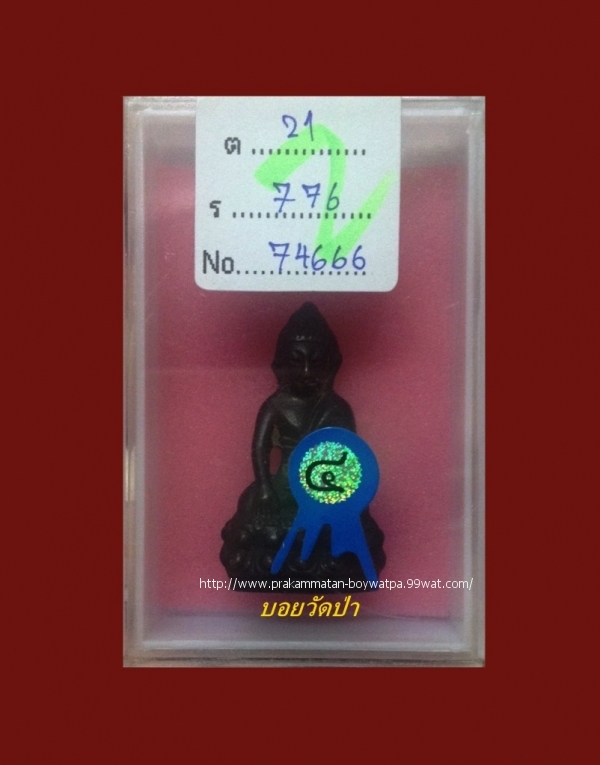 ต ............... 21
ร ............... 776
No. ............... 74666
๔
http://www.prakammatan-boywatpa.99wat.com/
บอยวัดป่า